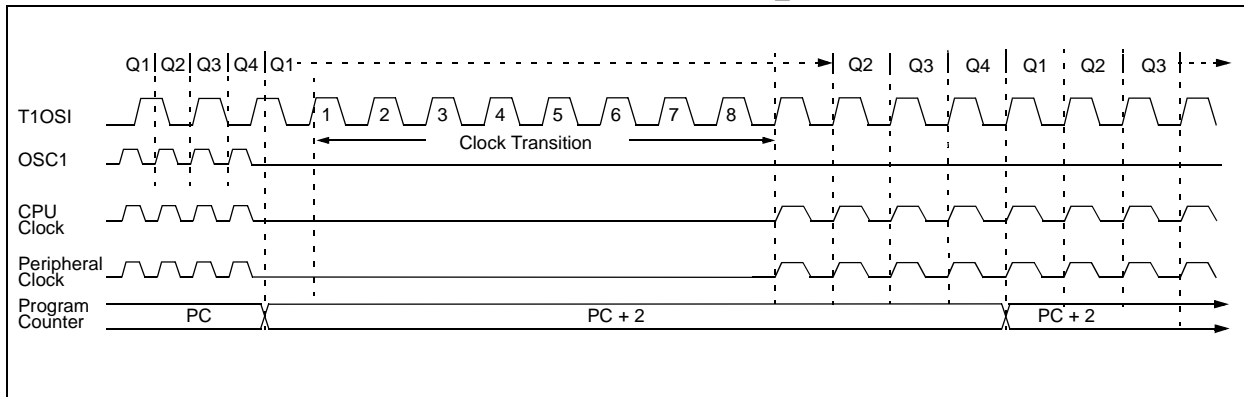 Q1 Q2 Q3 Q4 Q1 Q2 Q3 Q4 Q1 Q2 Q3
T1OSI 1 2 3 4 5 6 7 8
Clock Transition
OSC1
CPU
Clock
Peripheral
Clock
Program
Counter PC PC + 2 PC + 2